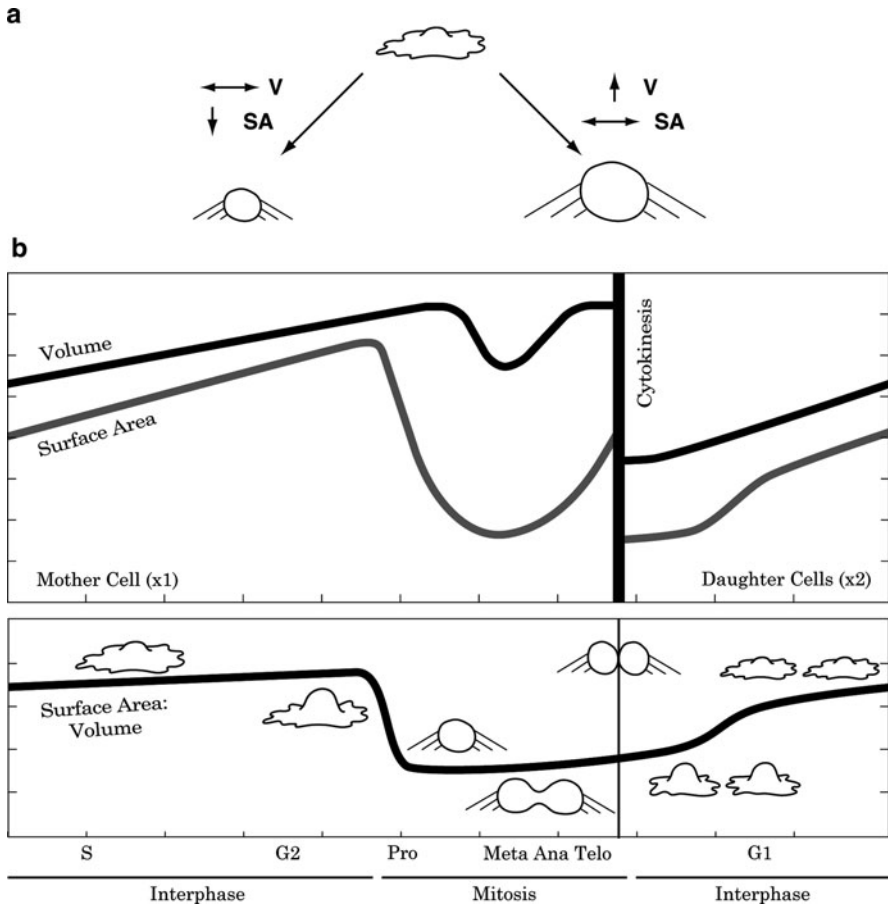 a
V
SA
V
SA
b
Volume
Surface Area
Cytokinesis
Mother Cell (x1)
Daughter Cells (x2)
Surface Area:
Volume
S G2 Pro Meta Ana Telo G1
Interphase Mitosis Interphase